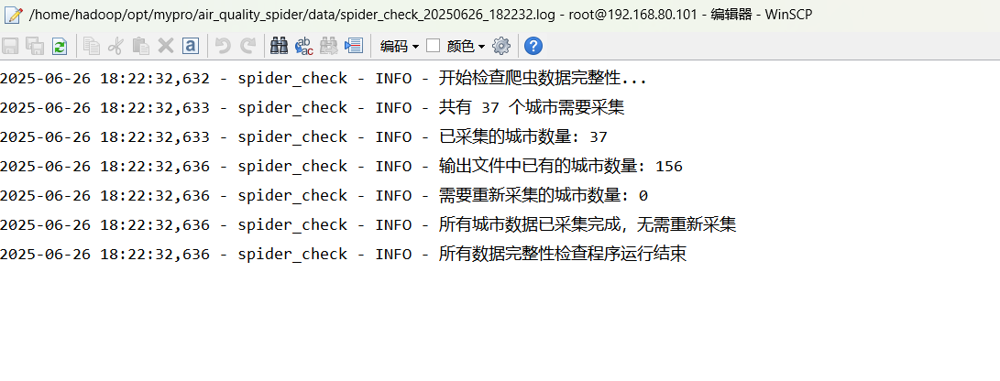 /home/hadoop/opt/mypro/air_quality_spider/data/spider_check_20250626_182232.log - root@192.168.80.101 - 编辑器 - WinSCP
编码 颜色
2025-06-26 18:22:32,632 - spider_check - INFO - 开始检查爬虫数据完整性...
2025-06-26 18:22:32,633 - spider_check - INFO - 共有 37 个城市需要采集
2025-06-26 18:22:32,633 - spider_check - INFO - 已采集的城市数量: 37
2025-06-26 18:22:32,636 - spider_check - INFO - 输出文件中已有的城市数量: 156
2025-06-26 18:22:32,636 - spider_check - INFO - 需要重新采集的城市数量: 0
2025-06-26 18:22:32,636 - spider_check - INFO - 所有城市数据已采集完成，无需重新采集
2025-06-26 18:22:32,636 - spider_check - INFO - 所有数据完整性检查程序运行结束